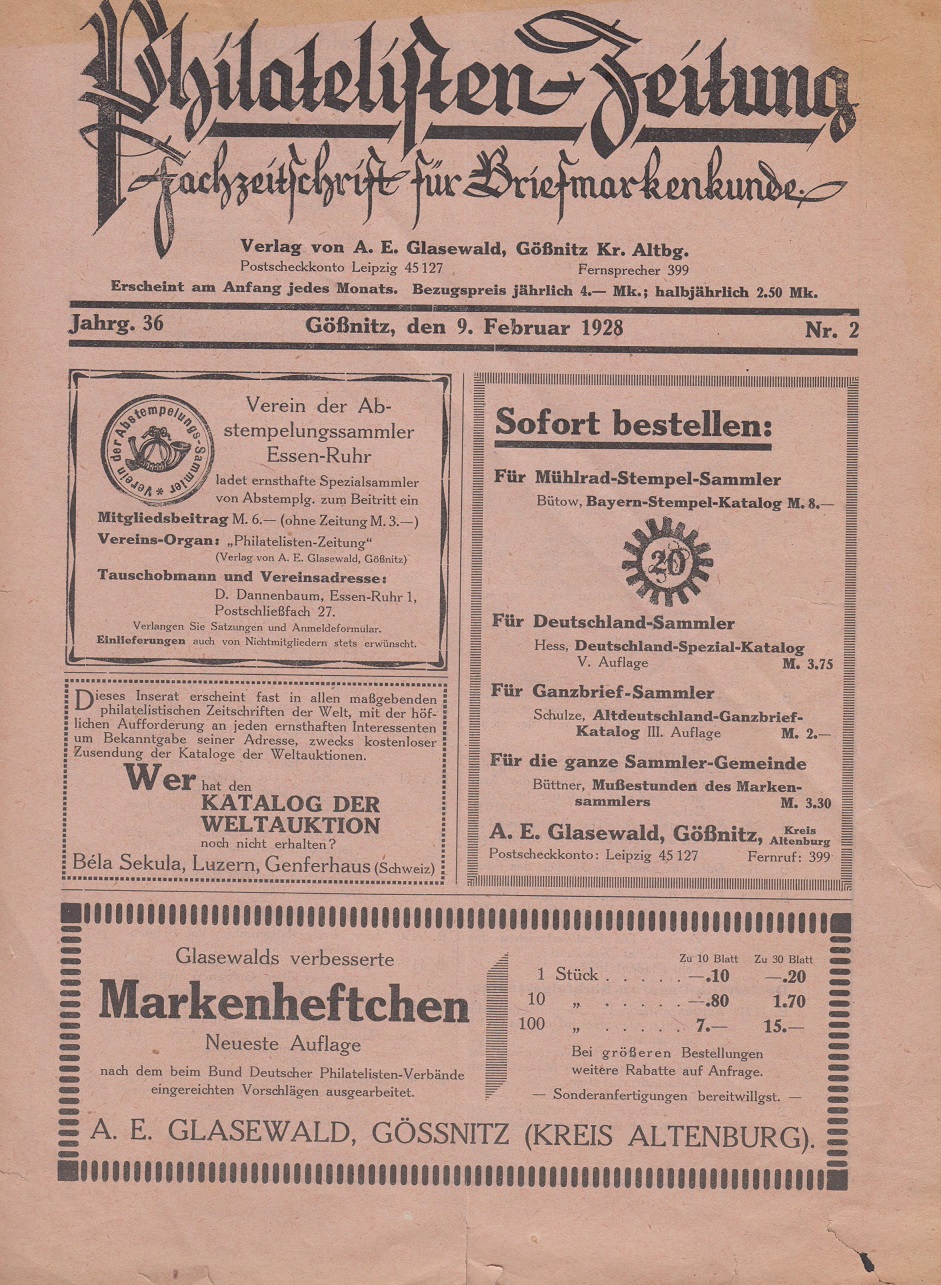 Philatelisten-Zeitung
Fachzeitschrift für Briefmarkenkunde.
Verlag von A. E. Glasewald, Gößnitz Kr. Altbg.
Postscheckkonto Leipzig 45127 Fernsprecher 399
Erscheint am Anfang jedes Monats. Bezugspreis jährlich 4.— Mk.; halbjährlich 2.50 Mk.
Jahrg. 36 Gößnitz, den 9. Februar 1928 Nr. 2
Verein der Abstempelungs-Sammler *
Verein der Ab-
stempelungssammler
Essen-Ruhr
ladet ernsthafte Spezialsammler
von Abstemplg. zum Beitritt ein
Mitgliedsbeitrag M. 6.— (ohne Zeitung M. 3.—)
Vereins-Organ: „Philatelisten-Zeitung"
(Verlag von A. E. Glasewald, Gößnitz)
Tauschobmann und Vereinsadresse:
D. Dannenbaum, Essen-Ruhr 1,
Postschließfach 27.
Verlangen Sie Satzungen und Anmeldeformular.
Einlieferungen auch von Nichtmitgliedern stets erwünscht.
Dieses Inserat erscheint fast in allen maßgebenden
philatelistischen Zeitschriften der Welt, mit der höf-
lichen Aufforderung an jeden ernsthaften Interessenten
um Bekanntgabe seiner Adresse, zwecks kostenloser
Zusendung der Kataloge der Weltauktionen.
Wer hat den
KATALOG DER
WELTAUKTION
noch nicht erhalten?
Béla Sekula, Luzern, Genferhaus (Schweiz)
Sofort bestellen:
Für Mühlrad-Stempel-Sammler
Bütow, Bayern-Stempel-Katalog M. 8.—
20
Für Deutschland-Sammler
Hess, Deutschland-Spezial-Katalog
V. Auflage M. 3.75
Für Ganzbrief-Sammler
Schulze, Altdeutschland-Ganzbrief-
Katalog III. Auflage M. 2.—
Für die ganze Sammler-Gemeinde
Büttner, Mußestunden des Marken-
sammlers M. 3.30
A. E. Glasewald, Gößnitz, Kreis Altenburg
Postscheckkonto: Leipzig 45127 Fernruf: 399
Glasewalds verbesserte
Markenheftchen
Neueste Auflage
nach dem beim Bund Deutscher Philatelisten-Verbände
eingereichten Vorschlägen ausgearbeitet.
Zu 10 Blatt Zu 30 Blatt
1 Stück . . . . . —.10 —.20
10 „ . . . . . —.80 1.70
100 „ . . . . . 7.— 15.—
Bei größeren Bestellungen
weitere Rabatte auf Anfrage.
— Sonderanfertigungen bereitwilligst. —
A. E. GLASEWALD, GÖSSNITZ (KREIS ALTENBURG).